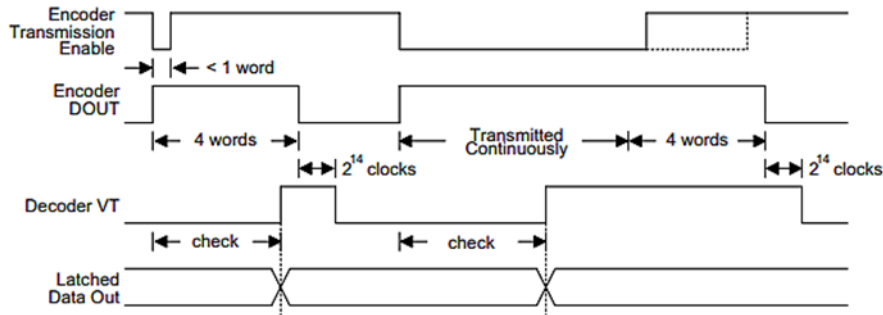 Encoder
Transmission
Enable
< 1 word
Encoder
DOUT
4 words
Transmitted
Continuously
4 words
2^14 clocks
2^14 clocks
Decoder VT
check
check
Latched
Data Out